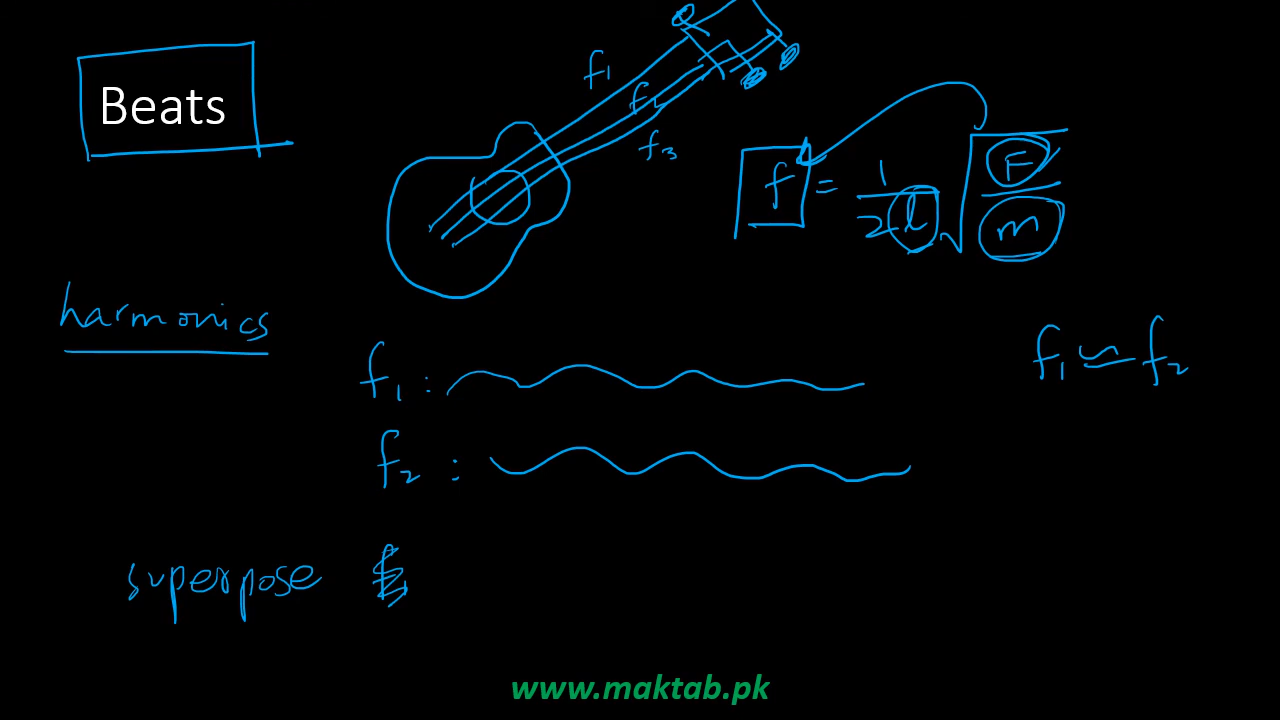 Beats
f1
f2
f3
f = 1/2l √F/m
harmonics
f1 ≃ f2
f1 :
f2 :
superpose
www.maktab.pk